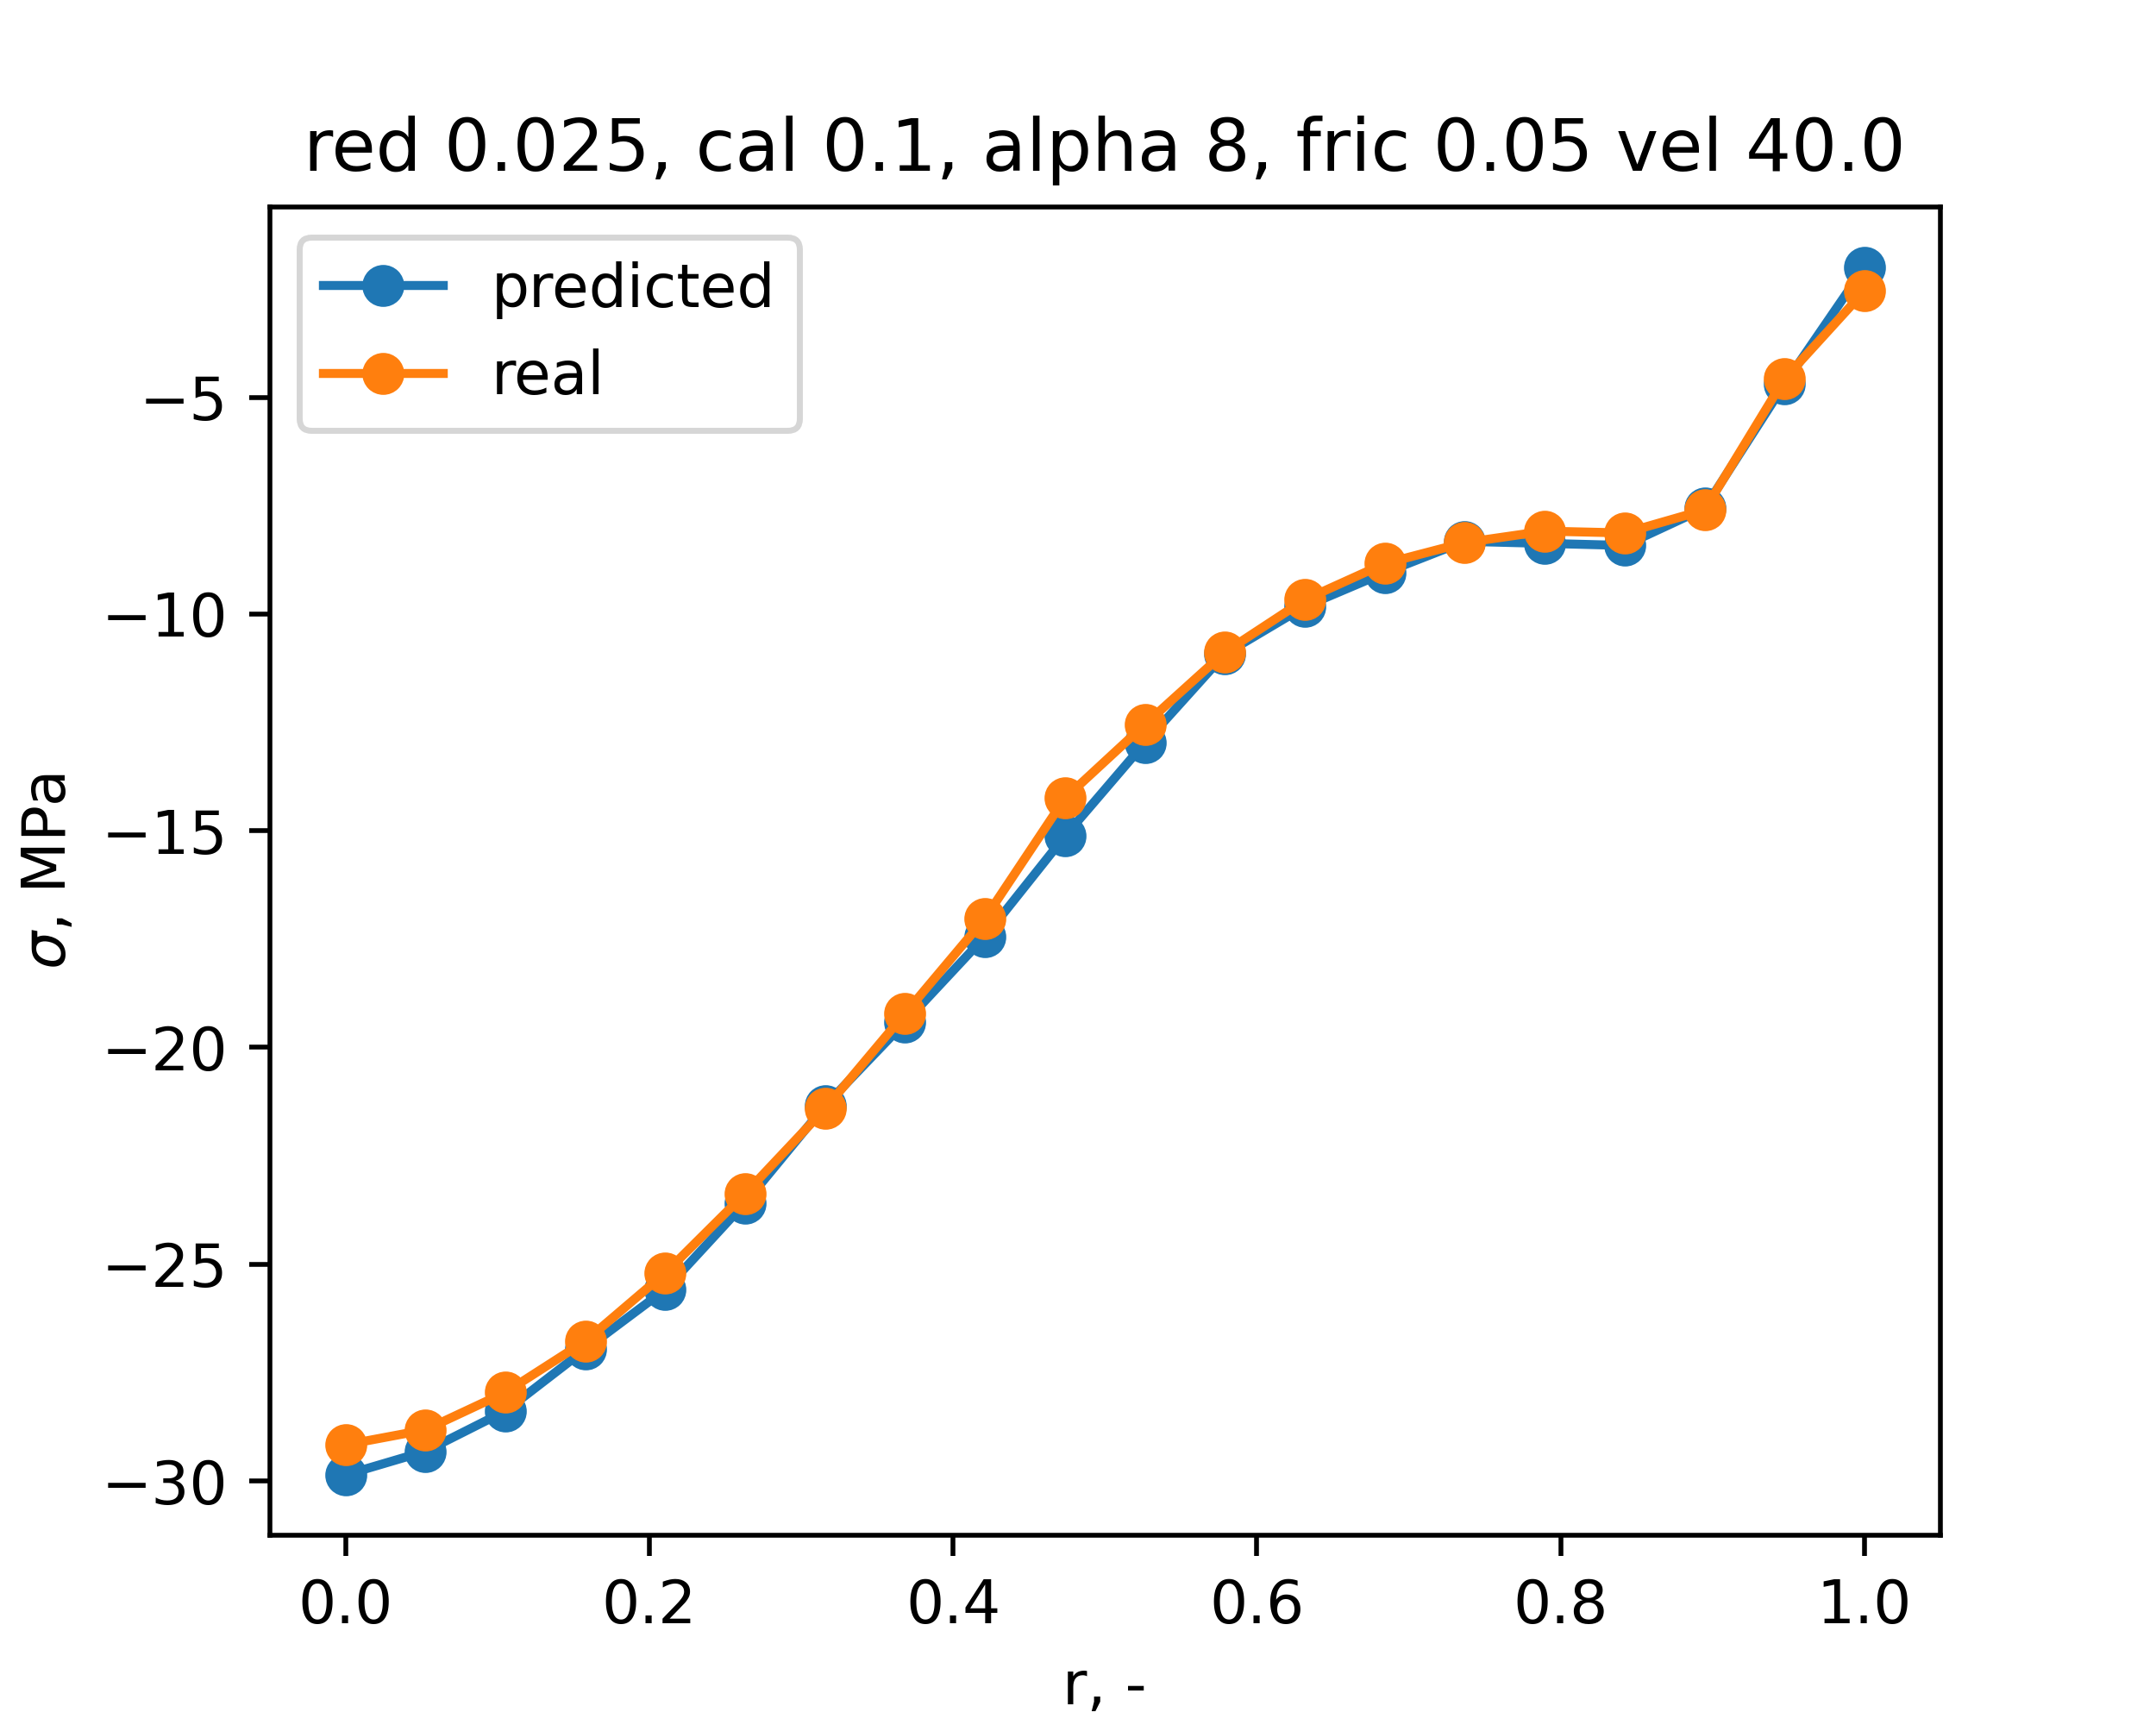 red 0.025, cal 0.1, alpha 8, fric 0.05 vel 40.0
predicted
real
σ, MPa
−5
−10
−15
−20
−25
−30
0.0 0.2 0.4 0.6 0.8 1.0
r, -